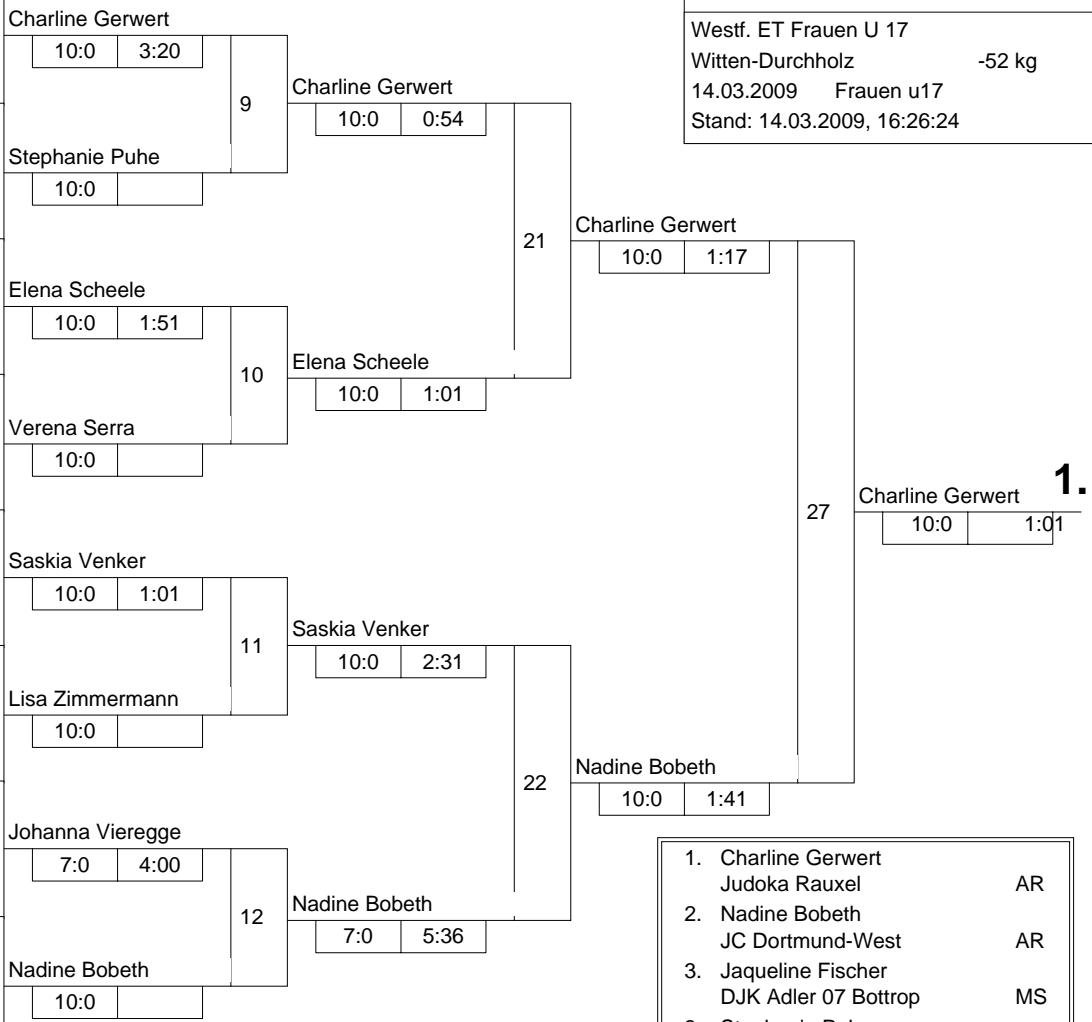 Charline Gerwert
10:0 3:20
9
Stephanie Puhe
10:0
Elena Scheele
10:0 1:51
10
Verena Serra
10:0
Saskia Venker
10:0 1:01
11
Lisa Zimmermann
10:0
Johanna Vieregge
7:0 4:00
12
Nadine Bobeth
10:0
Charline Gerwert
10:0 0:54
21
Elena Scheele
10:0 1:01
Saskia Venker
10:0 2:31
22
Nadine Bobeth
7:0 5:36
Charline Gerwert
10:0 1:17
27
Nadine Bobeth
10:0 1:41
Charline Gerwert 1.
10:0 1:01
Westf. ET Frauen U 17
Witten-Durchholz -52 kg
14.03.2009 Frauen u17
Stand: 14.03.2009, 16:26:24
1. Charline Gerwert
Judoka Rauxel AR
2. Nadine Bobeth
JC Dortmund-West AR
3. Jaqueline Fischer
DJK Adler 07 Bottrop MS